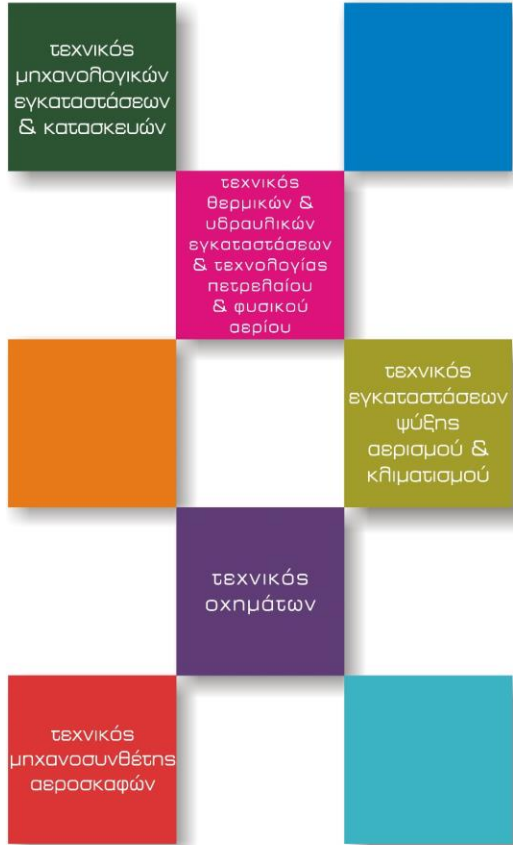 τεχνικός
μηχανολογικών
εγκαταστάσεων
& κατασκευών
τεχνικός
θερμικών &
υδραυλικών
εγκαταστάσεων
& τεχνολογίας
πετρελαίου
& φυσικού
αερίου
τεχνικός
εγκαταστάσεων
ψύξης
αερισμού &
κλιματισμού
τεχνικός
οχημάτων
τεχνικός
μηχανοσυνθέτης
αεροσκαφών